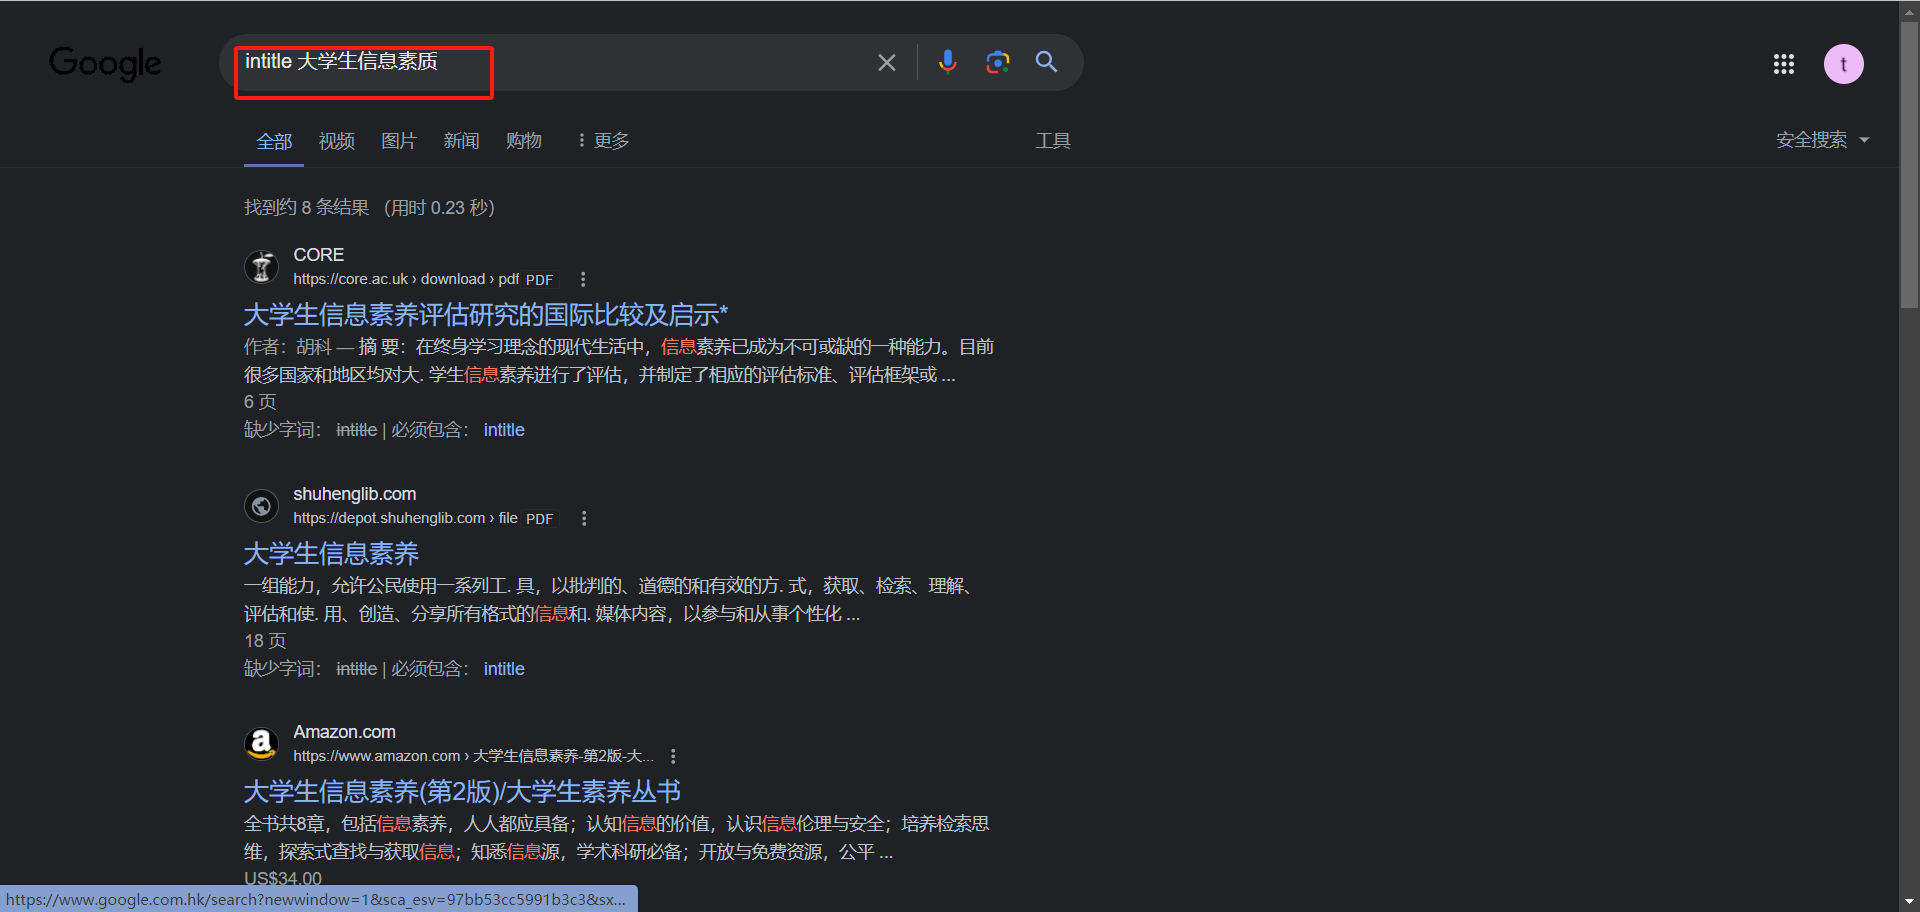 Google
intitle 大学生信息素质
t
全部 视频 图片 新闻 购物 更多 工具 安全搜索
找到约 8 条结果 （用时 0.23 秒）
CORE
https://core.ac.uk › download › pdf PDF
大学生信息素养评估研究的国际比较及启示*
作者：胡科 — 摘 要：在终身学习理念的现代生活中，信息素养已成为不可或缺的一种能力。目前
很多国家和地区均对大. 学生信息素养进行了评估，并制定了相应的评估标准、评估框架或 ...
6 页
缺少字词： intitle | 必须包含： intitle
shuhenglib.com
https://depot.shuhenglib.com › file PDF
大学生信息素养
一组能力，允许公民使用一系列工. 具，以批判的、道德的和有效的方. 式，获取、检索、理解、
评估和使. 用、创造、分享所有格式的信息和. 媒体内容，以参与和从事个性化 ...
18 页
缺少字词： intitle | 必须包含： intitle
a
Amazon.com
https://www.amazon.com › 大学生信息素养-第2版-大...
大学生信息素养(第2版)/大学生素养丛书
全书共8章，包括信息素养，人人都应具备；认知信息的价值，认识信息伦理与安全；培养检索思
维，探索式查找与获取信息；知悉信息源，学术科研必备；开放与免费资源，公平 ...
US$34.00
https://www.google.com.hk/search?newwindow=1&sca_esv=97bb53cc5991b3c3&sx...